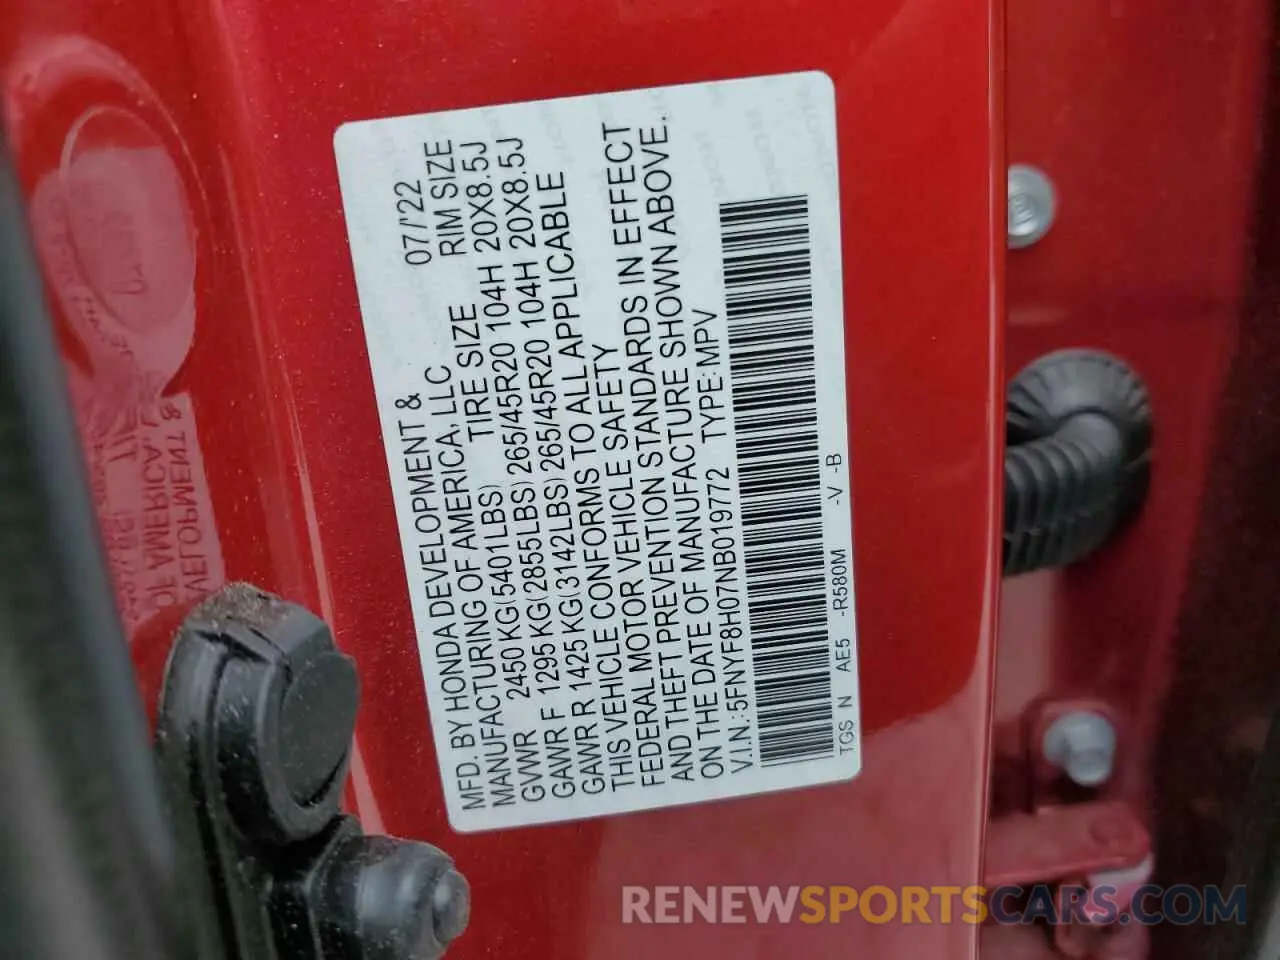 MFD. BY HONDA DEVELOPMENT & 07/'22
MANUFACTURING OF AMERICA, LLC RIM SIZE
GVWR 2450 KG(5401LBS) TIRE SIZE
GAWR F 1295 KG(2855LBS) 265/45R20 104H 20X8.5J
GAWR R 1425 KG(3142LBS) 265/45R20 104H 20X8.5J
THIS VEHICLE CONFORMS TO ALL APPLICABLE
FEDERAL MOTOR VEHICLE SAFETY
AND THEFT PREVENTION STANDARDS IN EFFECT
ON THE DATE OF MANUFACTURE SHOWN ABOVE.
V.I.N.: 5FNYF8H07NB019772 TYPE: MPV
TGS N AE5 -R580M -V -B
RENEWSPORTSCARS.COM